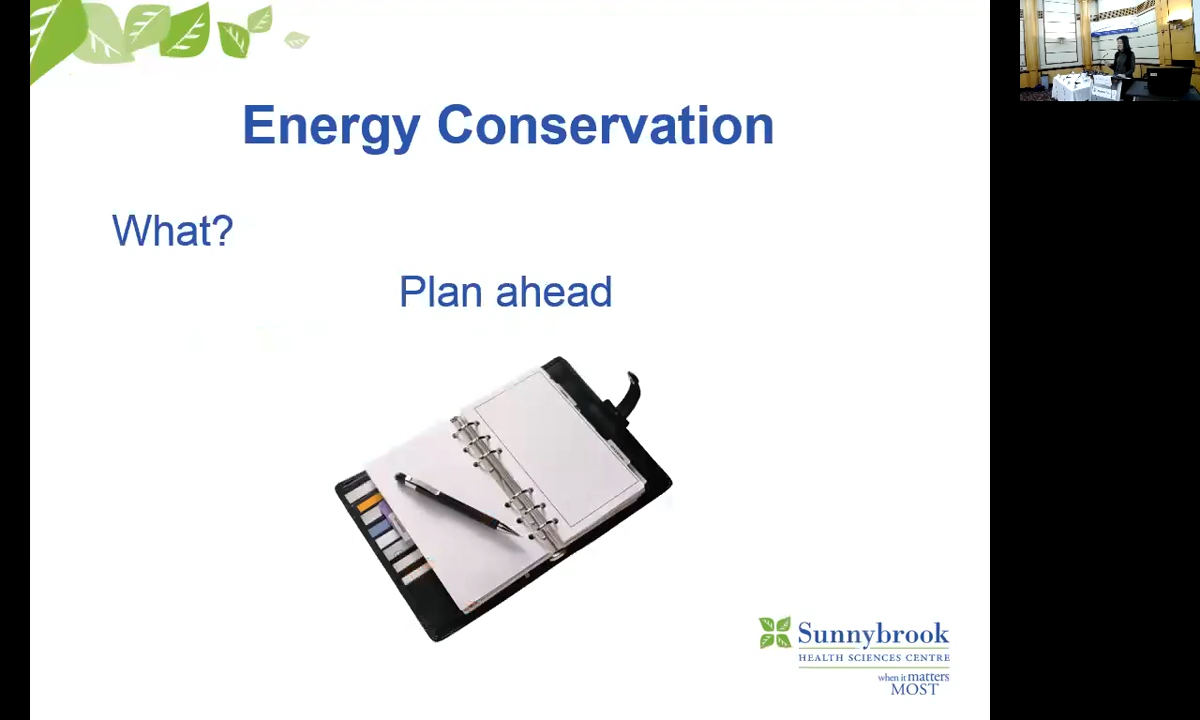 Energy Conservation
What?
Plan ahead
Sunnybrook
HEALTH SCIENCES CENTRE
when it matters
MOST